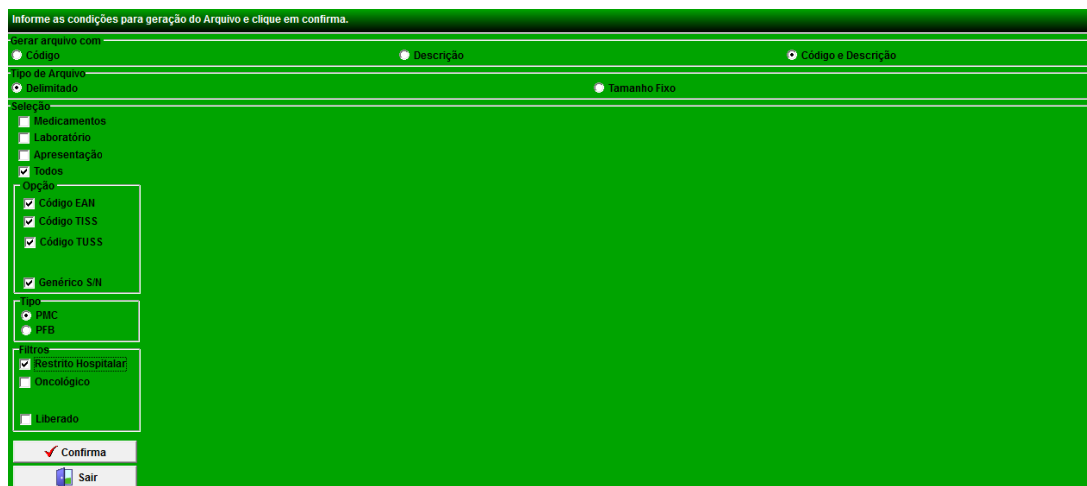 Informe as condições para geração do Arquivo e clique em confirma.
Gerar arquivo com
Código Descrição Código e Descrição
Tipo de Arquivo
Delimitado Tamanho Fixo
Seleção
Medicamentos
Laboratório
Apresentação
Todos
Opção
Código EAN
Código TISS
Código TUSS
Genérico S/N
Tipo
PMC
PFB
Filtros
Restrito Hospitalar
Oncológico
Liberado
Confirma
Sair